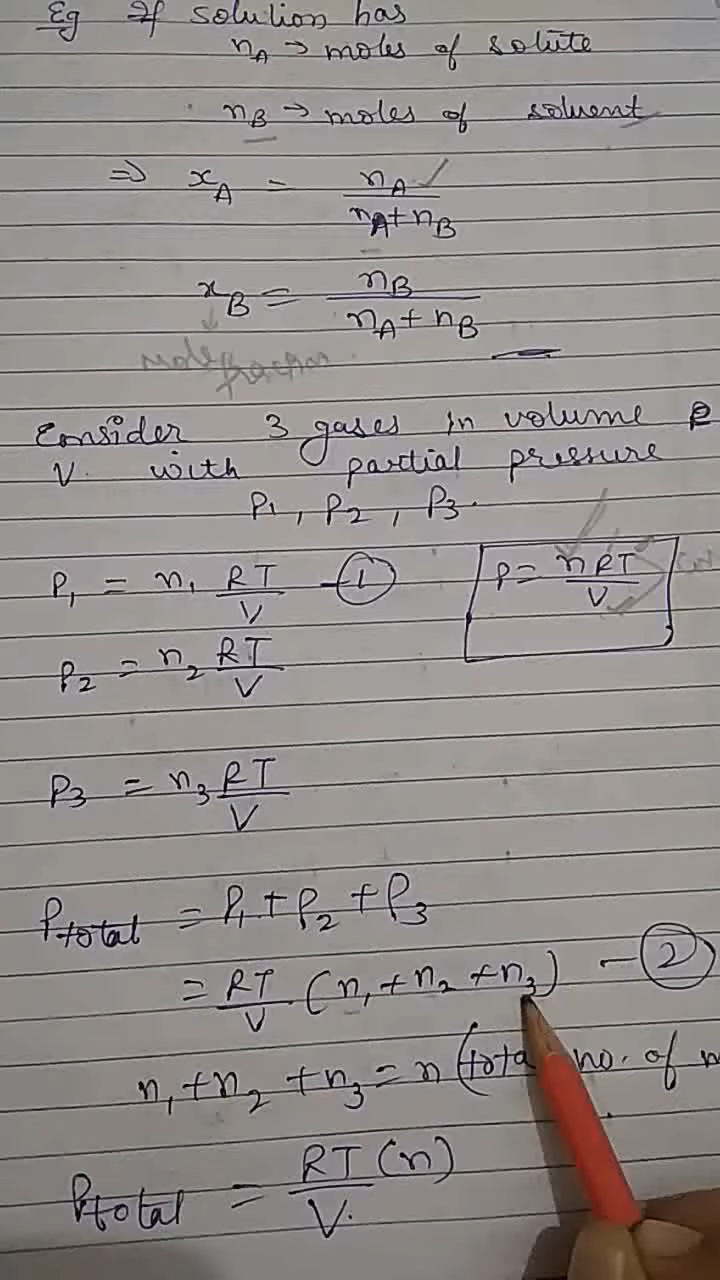 Eg If solution has
nA → moles of solute
nB → moles of solvent
⇒ xA = nA / nA+nB
xB = nB / nA + nB
mole fraction
Consider 3 gases in volume
V. with partial pressure
P1, P2, P3.
P1 = n1 RT/V - ①
P = nRT/V
P2 = n2 RT/V
P3 = n3 RT/V
Ptotal = P1 + P2 + P3
= RT/V (n1 + n2 + n3) - ②
n1 + n2 + n3 = n (tota no. of
Ptotal = RT/V. (n)